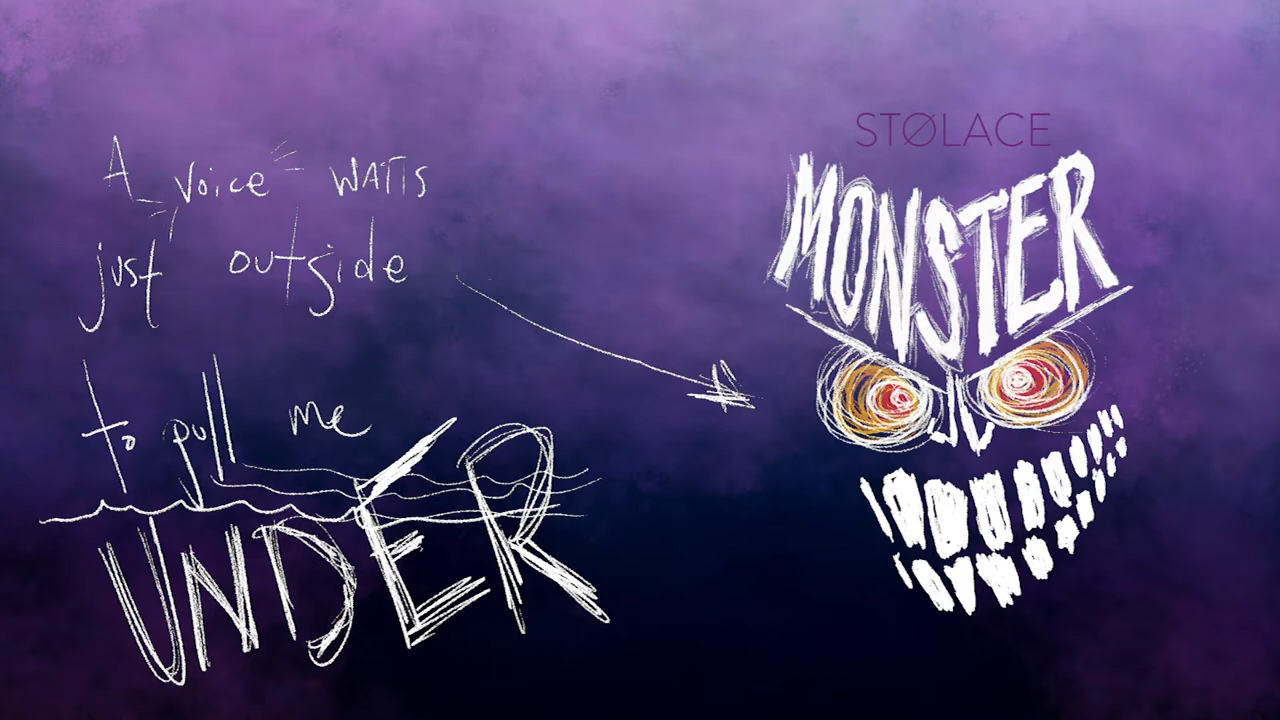 A voice waits
just outside
to pull me
UNDER
STØLACE
MONSTER